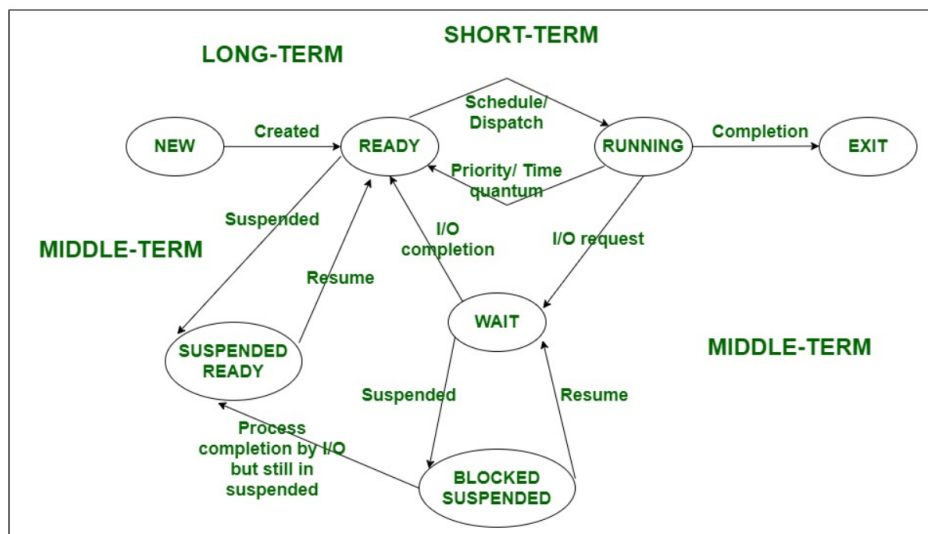 SHORT-TERM
LONG-TERM
Schedule/
Dispatch
Created
Completion
NEW
READY
RUNNING
EXIT
Priority/ Time
quantum
Suspended
I/O
completion
I/O request
MIDDLE-TERM
Resume
WAIT
SUSPENDED
READY
MIDDLE-TERM
Suspended
Resume
Process
completion by I/O
but still in
suspended
BLOCKED
SUSPENDED